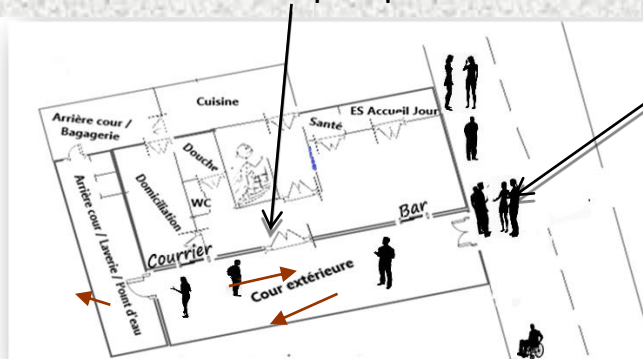 Cuisine
Arrière cour /
Bagagerie
ES Accueil Jour
Santé
Douche
Domiciliation
WC
Bar
Courrier
Cour extérieure
Arrière cour / Laverie / Point d'eau